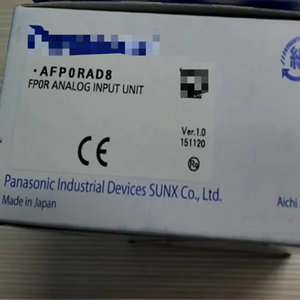 Panasonic
·AFP0RAD8
FP0R ANALOG INPUT UNIT
Ver.1.0
151120
Panasonic Industrial Devices SUNX Co., Ltd.
Made in Japan
Aichi